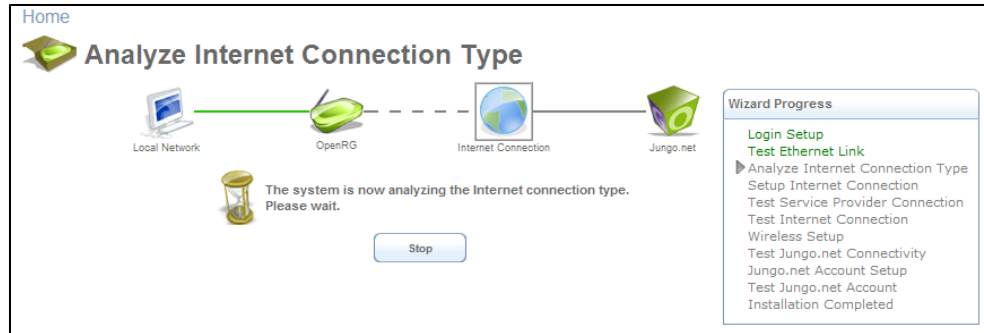 Home
Analyze Internet Connection Type
Local Network
OpenRG
Internet Connection
Jungo.net
The system is now analyzing the Internet connection type.
Please wait.
Stop
Wizard Progress
Login Setup
Test Ethernet Link
Analyze Internet Connection Type
Setup Internet Connection
Test Service Provider Connection
Test Internet Connection
Wireless Setup
Test Jungo.net Connectivity
Jungo.net Account Setup
Test Jungo.net Account
Installation Completed